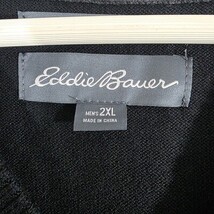 Eddie Bauer
MEN'S 2XL
MADE IN CHINA